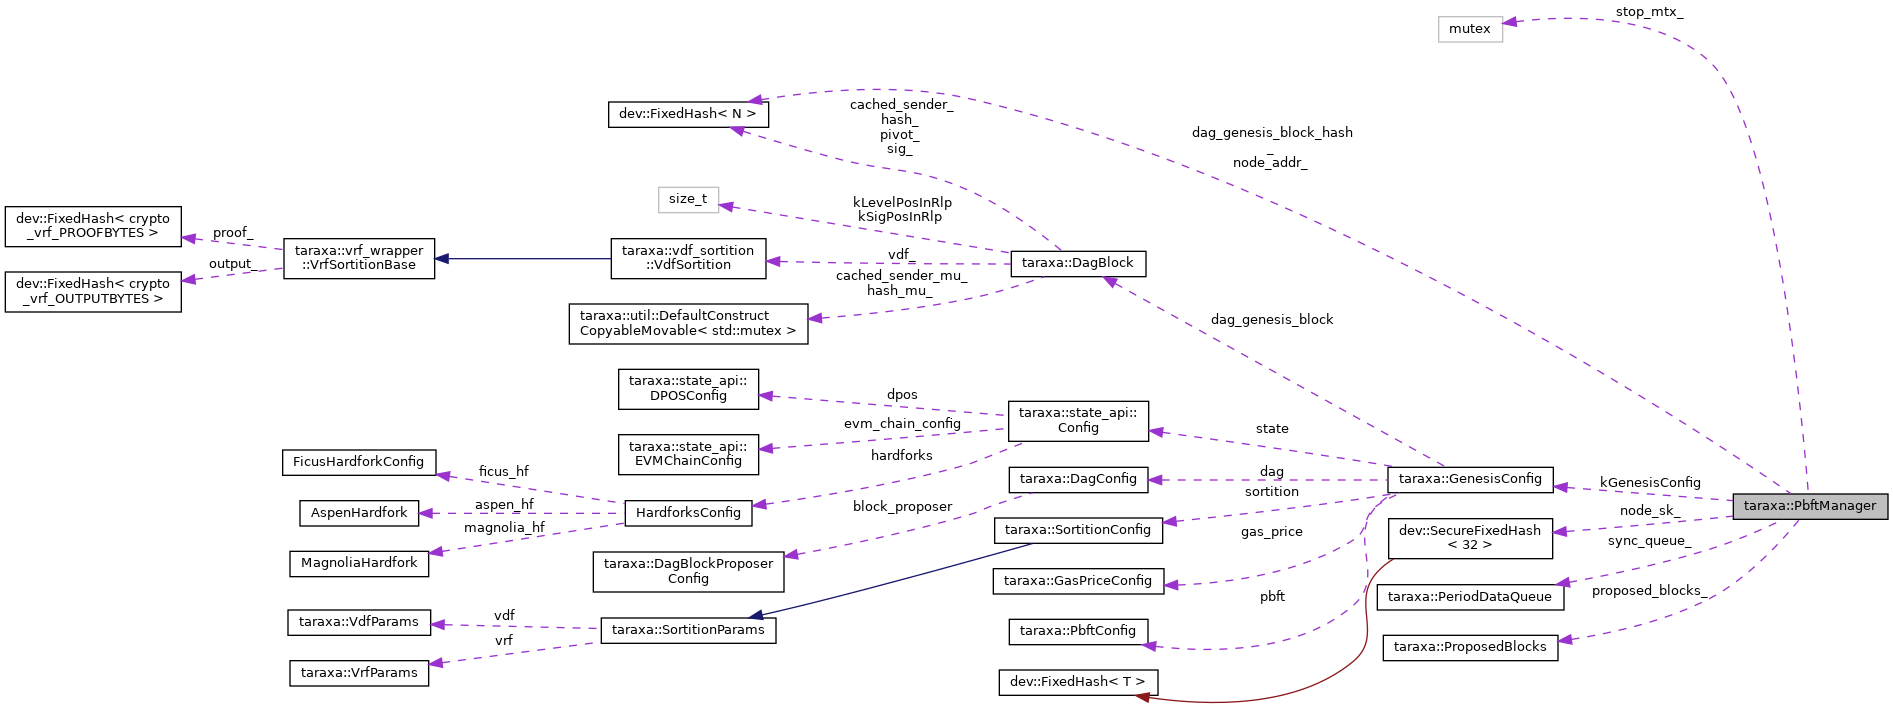 stop_mtx_
mutex
dev::FixedHash< N >
cached_sender_
hash_
pivot_
sig_
dag_genesis_block_hash
_
node_addr_
size_t
kLevelPosInRlp
kSigPosInRlp
dev::FixedHash< crypto
_vrf_PROOFBYTES >
proof_
taraxa::vrf_wrapper
::VrfSortitionBase
taraxa::vdf_sortition
::VdfSortition
vdf_
taraxa::DagBlock
output_
dev::FixedHash< crypto
_vrf_OUTPUTBYTES >
cached_sender_mu_
hash_mu_
taraxa::util::DefaultConstruct
CopyableMovable< std::mutex >
dag_genesis_block
taraxa::state_api::
DPOSConfig
dpos
taraxa::state_api::
Config
evm_chain_config
state
taraxa::state_api::
EVMChainConfig
hardforks
FicusHardforkConfig
ficus_hf
taraxa::DagConfig
dag
taraxa::GenesisConfig
kGenesisConfig
sortition
taraxa::PbftManager
AspenHardfork
aspen_hf
HardforksConfig
block_proposer
node_sk_
magnolia_hf
taraxa::SortitionConfig
gas_price
dev::SecureFixedHash
< 32 >
sync_queue_
MagnoliaHardfork
taraxa::DagBlockProposer
Config
taraxa::GasPriceConfig
pbft
taraxa::PeriodDataQueue
proposed_blocks_
taraxa::VdfParams
vdf
taraxa::SortitionParams
taraxa::PbftConfig
vrf
taraxa::ProposedBlocks
taraxa::VrfParams
dev::FixedHash< T >